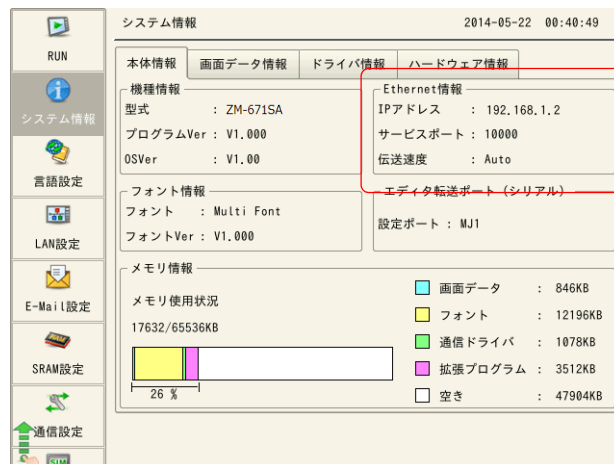 システム情報 2014-05-22 00:40:49
RUN
システム情報
言語設定
LAN設定
E-Mail設定
SRAM設定
通信設定
SIM
本体情報 画面データ情報 ドライバ情報 ハードウェア情報
機種情報
型式 : ZM-671SA
プログラムVer : V1.000
OSVer : V1.00
Ethernet情報
IPアドレス : 192.168.1.2
サービスポート : 10000
伝送速度 : Auto
フォント情報
フォント : Multi Font
フォントVer : V1.000
エディタ転送ポート (シリアル)
設定ポート : MJ1
メモリ情報
メモリ使用状況
17632/65536KB
26 %
画面データ : 846KB
フォント : 12196KB
通信ドライバ : 1078KB
拡張プログラム : 3512KB
空き : 47904KB